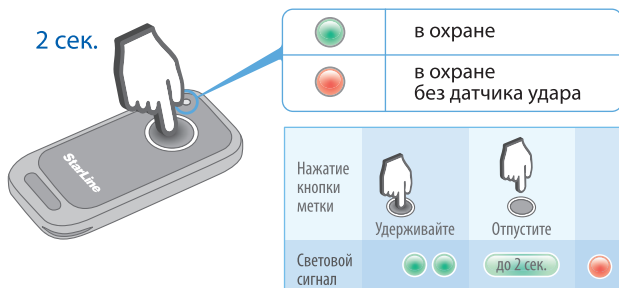 2 сек.
в охране
в охране
без датчика удара
StarLine
Нажатие
кнопки
метки
Удерживайте
Отпустите
Световой
сигнал
до 2 сек.